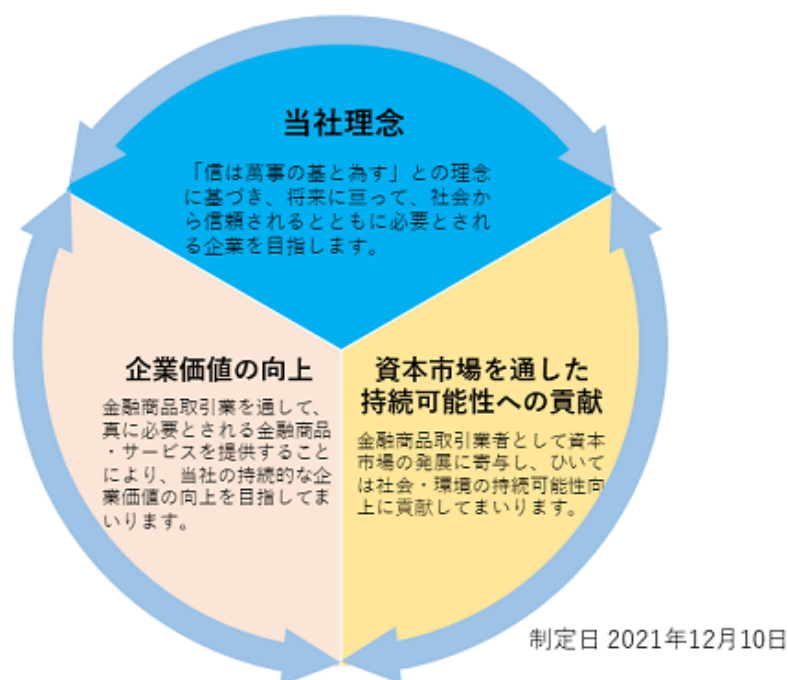 当社理念
「信は萬事の基と為す」との理念
に基づき、将来に亘って、社会か
ら信頼されるとともに必要とされ
る企業を目指します。
企業価値の向上
金融商品取引業を通して、
真に必要とされる金融商品
・サービスを提供すること
により、当社の持続的な企
業価値の向上を目指してま
いります。
資本市場を通した
持続可能性への貢献
金融商品取引業者として資本
市場の発展に寄与し、ひいて
は社会・環境の持続可能性向
上に貢献してまいります。
制定日 2021年12月10日